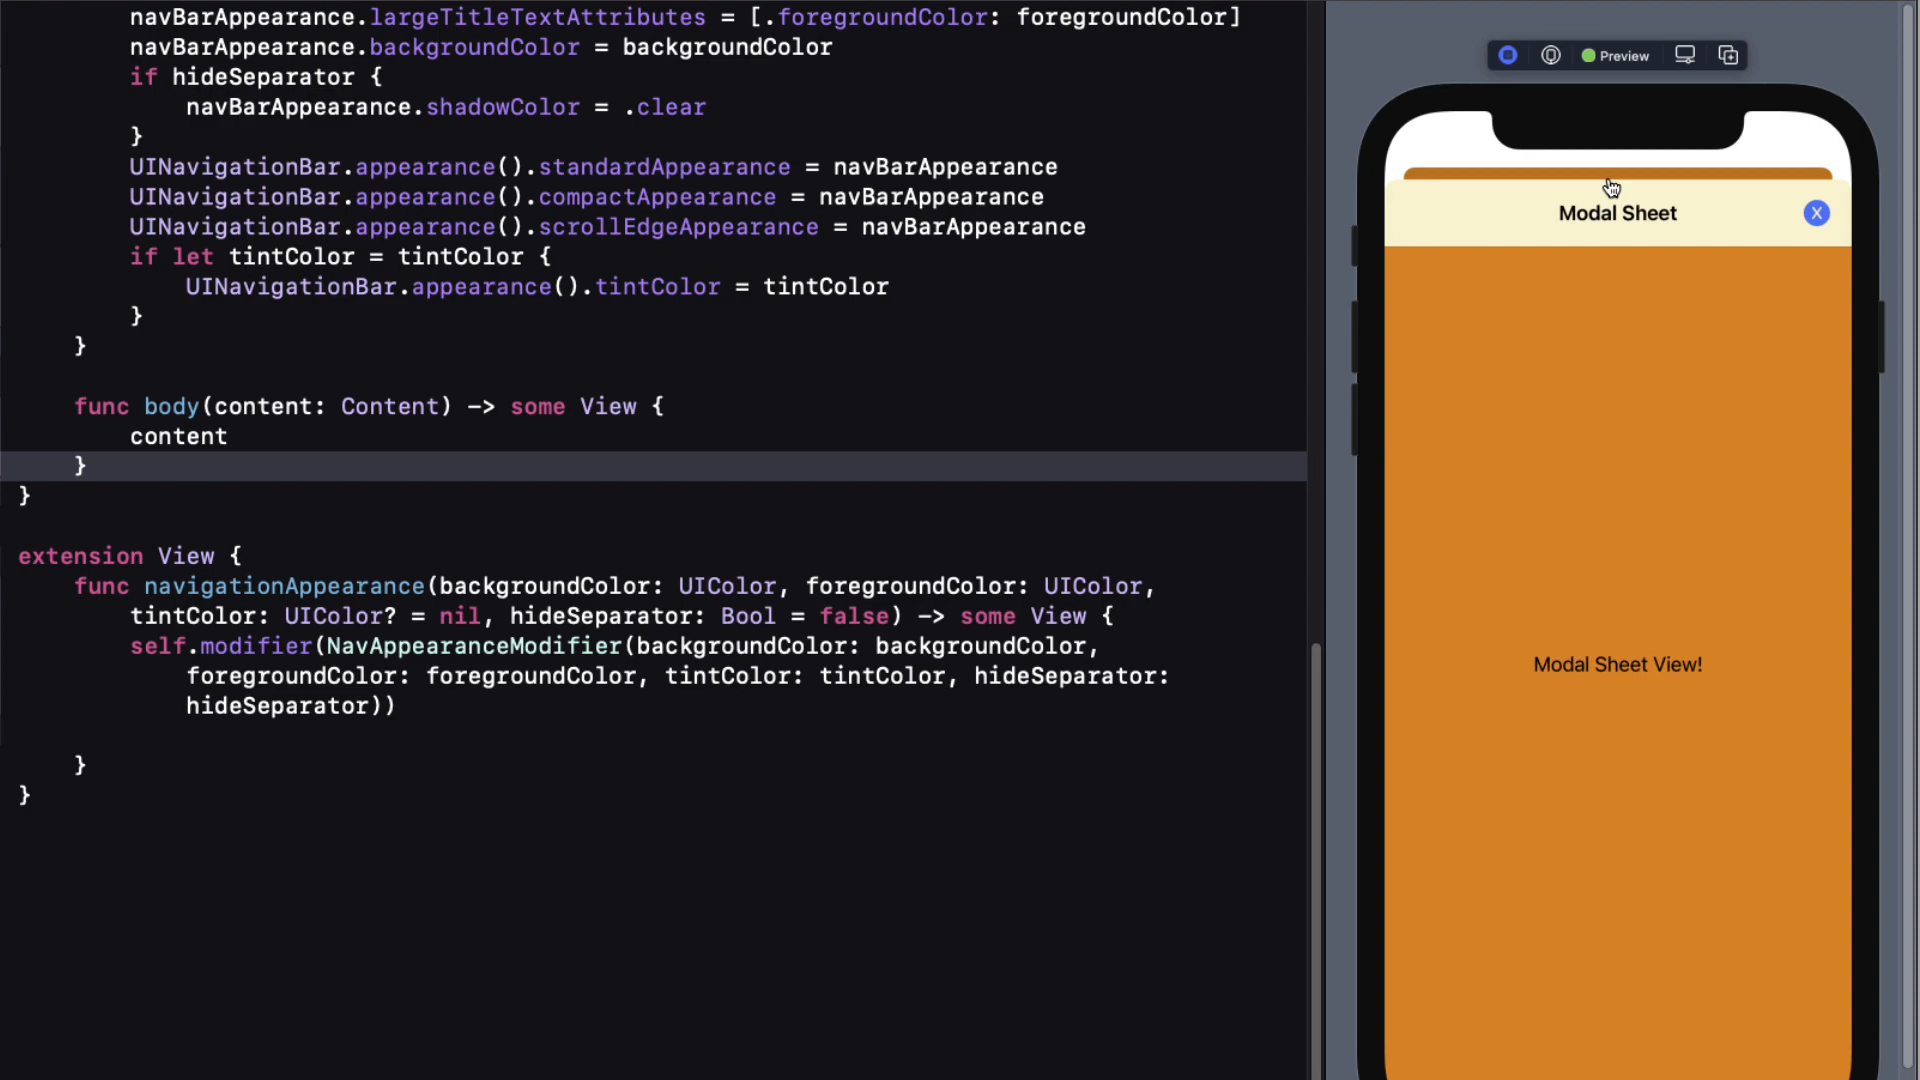 navBarAppearance.largeTitleTextAttributes = [.foregroundColor: foregroundColor]
navBarAppearance.backgroundColor = backgroundColor
if hideSeparator {
navBarAppearance.shadowColor = .clear
}
UINavigationBar.appearance().standardAppearance = navBarAppearance
UINavigationBar.appearance().compactAppearance = navBarAppearance
UINavigationBar.appearance().scrollEdgeAppearance = navBarAppearance
if let tintColor = tintColor {
UINavigationBar.appearance().tintColor = tintColor
}
}
func body(content: Content) -> some View {
content
}
}
extension View {
func navigationAppearance(backgroundColor: UIColor, foregroundColor: UIColor,
tintColor: UIColor? = nil, hideSeparator: Bool = false) -> some View {
self.modifier(NavAppearanceModifier(backgroundColor: backgroundColor,
foregroundColor: foregroundColor, tintColor: tintColor, hideSeparator:
hideSeparator))
}
}
Preview
Modal Sheet
X
Modal Sheet View!